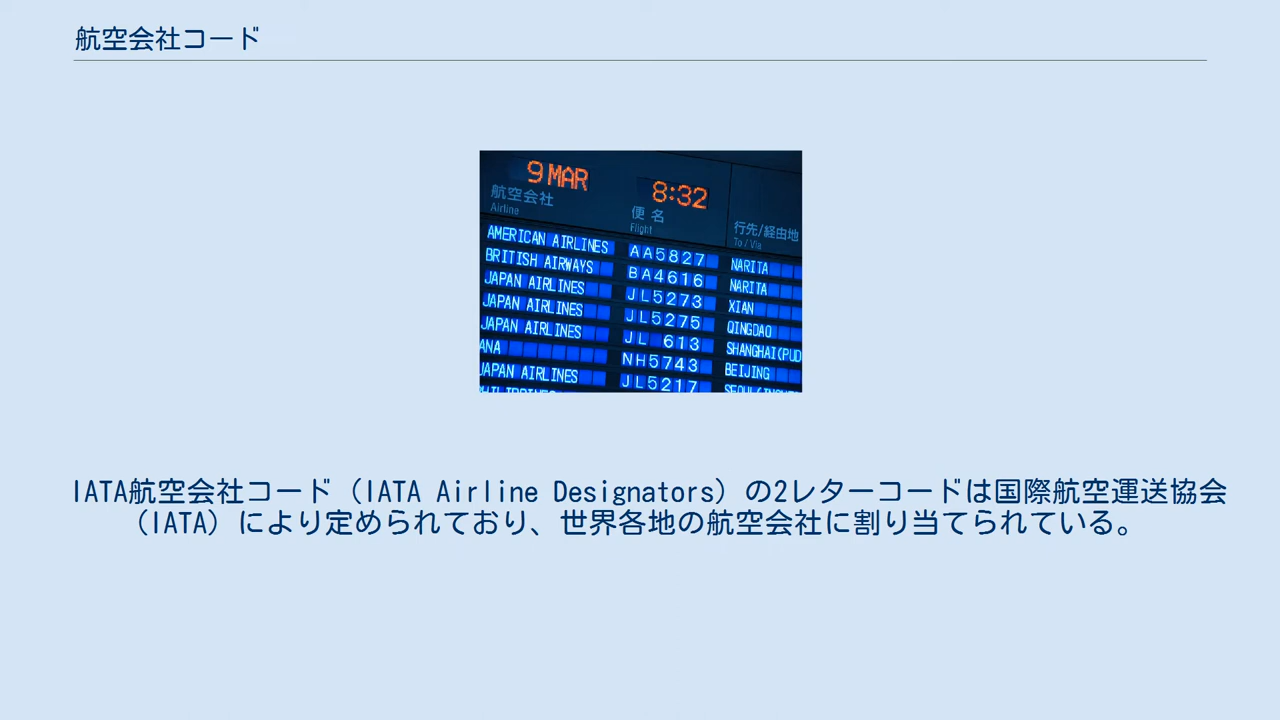 航空会社コード
9 MAR 8:32
航空会社 便名 行先/経由地
Airline Flight To / Via
AMERICAN AIRLINES AA5827 NARITA
BRITISH AIRWAYS BA4616 NARITA
JAPAN AIRLINES JL5273 XIAN
JAPAN AIRLINES JL5275 QINGDAO
JAPAN AIRLINES JL 613 SHANGHAI(PUD
ANA NH5743 BEIJING
JAPAN AIRLINES JL5217
IATA航空会社コード（IATA Airline Designators）の2レターコードは国際航空運送協会
（IATA）により定められており、世界各地の航空会社に割り当てられている。